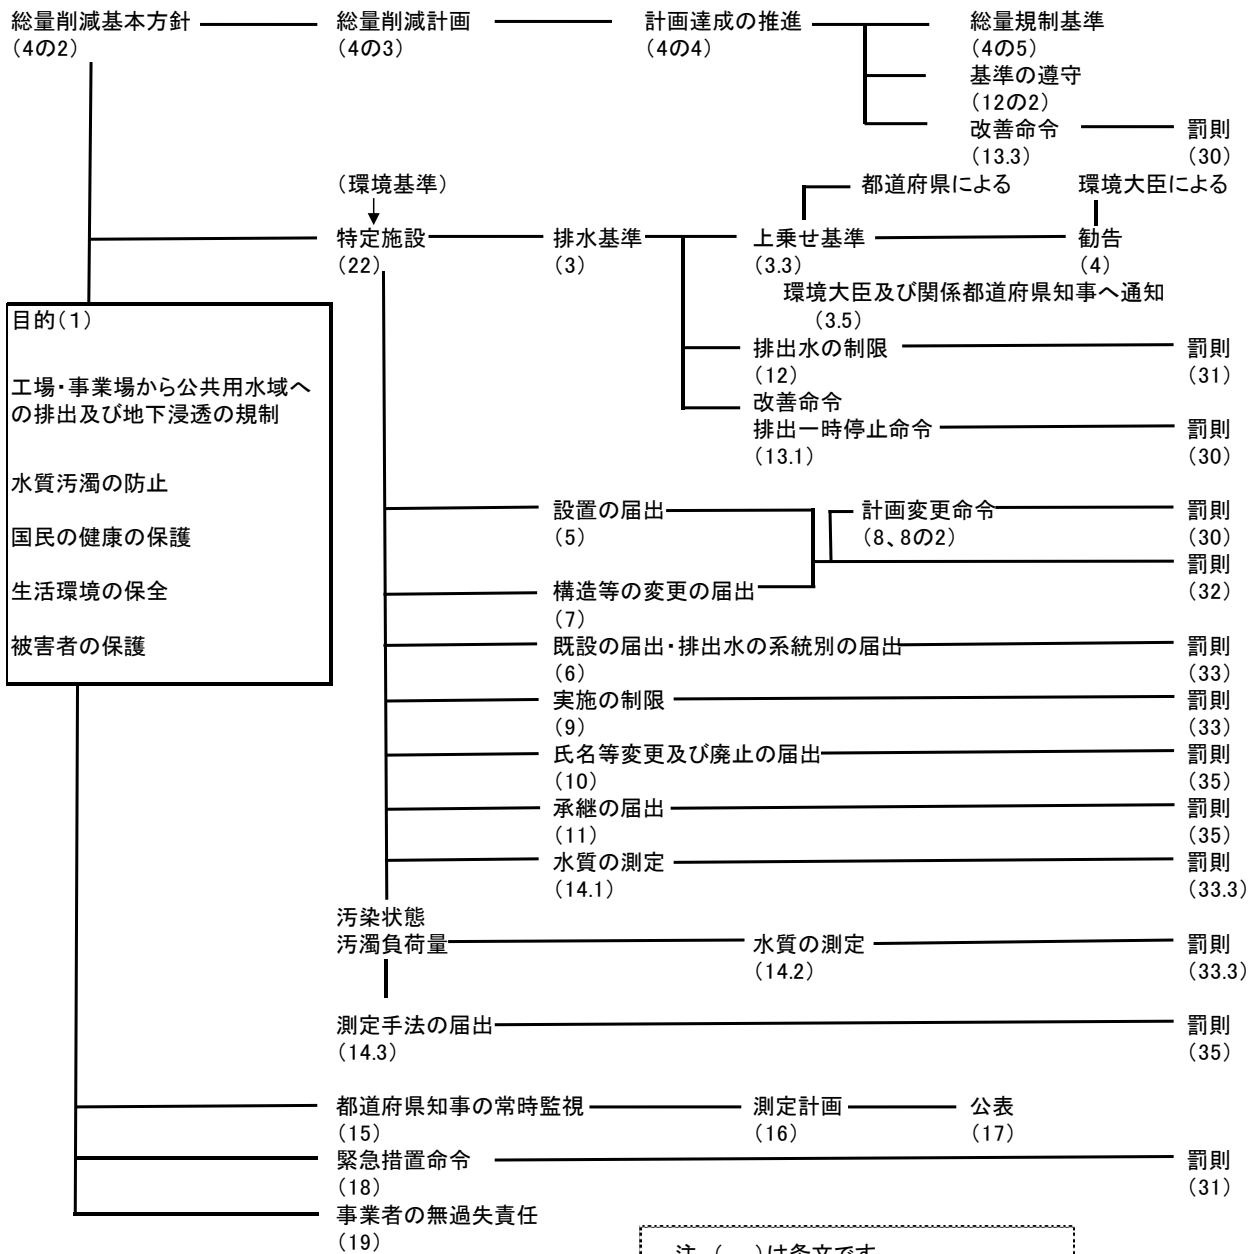 総量削減基本方針 総量削減計画 計画達成の推進 総量規制基準
(4の2) (4の3) (4の4) (4の5)
基準の遵守
(12の2)
改善命令 罰則
(13.3) (30)
(環境基準) 都道府県による 環境大臣による
特定施設 排水基準 上乗せ基準 勧告
(22) (3) (3.3) (4)
環境大臣及び関係都道府県知事へ通知
(3.5)
目的(1)
工場・事業場から公共用水域へ
の排出及び地下浸透の規制
水質汚濁の防止
国民の健康の保護
生活環境の保全
被害者の保護
排出水の制限 罰則
(12) (31)
改善命令
排出一時停止命令 罰則
(13.1) (30)
設置の届出 計画変更命令 罰則
(5) (8、8の2) (30)
罰則
構造等の変更の届出 (32)
(7)
既設の届出・排出水の系統別の届出 罰則
(6) (33)
実施の制限 罰則
(9) (33)
氏名等変更及び廃止の届出 罰則
(10) (35)
承継の届出 罰則
(11) (35)
水質の測定 罰則
(14.1) (33.3)
汚染状態
汚濁負荷量 水質の測定 罰則
(14.2) (33.3)
測定手法の届出 罰則
(14.3) (35)
都道府県知事の常時監視 測定計画 公表
(15) (16) (17)
緊急措置命令 罰則
(18) (31)
事業者の無過失責任
(19)
注 ( )は条文です